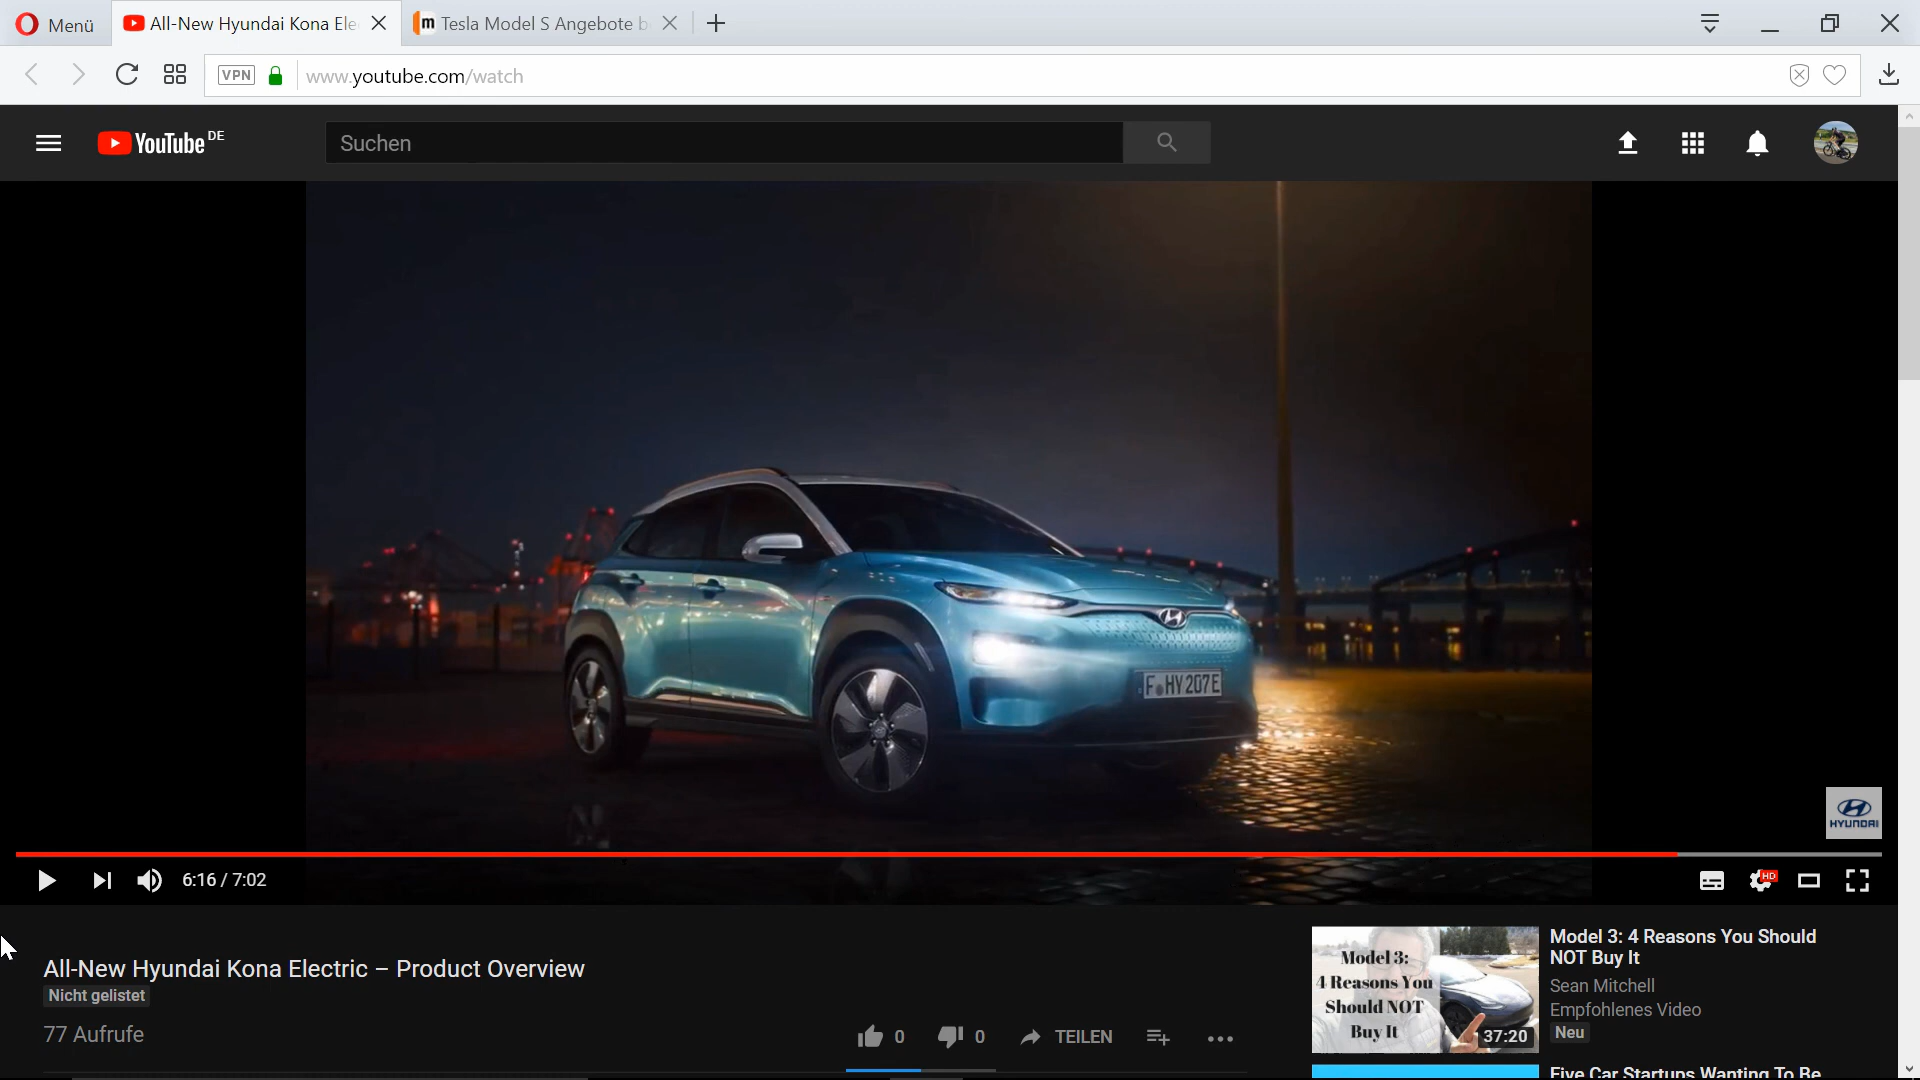 Menü
All-New Hyundai Kona Ele
Tesla Model S Angebote b
VPN
www.youtube.com/watch
YouTube DE
Suchen
F HY 207E
HYUNDAI
6:16 / 7:02
HD
All-New Hyundai Kona Electric – Product Overview
Nicht gelistet
77 Aufrufe
0
0
TEILEN
Model 3:
4 Reasons You
Should NOT
Buy It
37:20
Model 3: 4 Reasons You Should
NOT Buy It
Sean Mitchell
Empfohlenes Video
Neu
Five Car Startups Wanting To Be